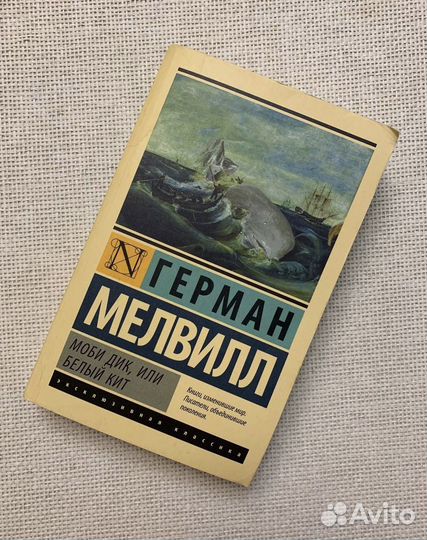 N
ГЕРМАН
МЕЛВИЛЛ
МОБИ ДИК, ИЛИ
БЕЛЫЙ КИТ
Книги, изменившие мир.
Писатели, объединившие
поколения.
ЭКСКЛЮЗИВНАЯ КЛАССИКА
Avito